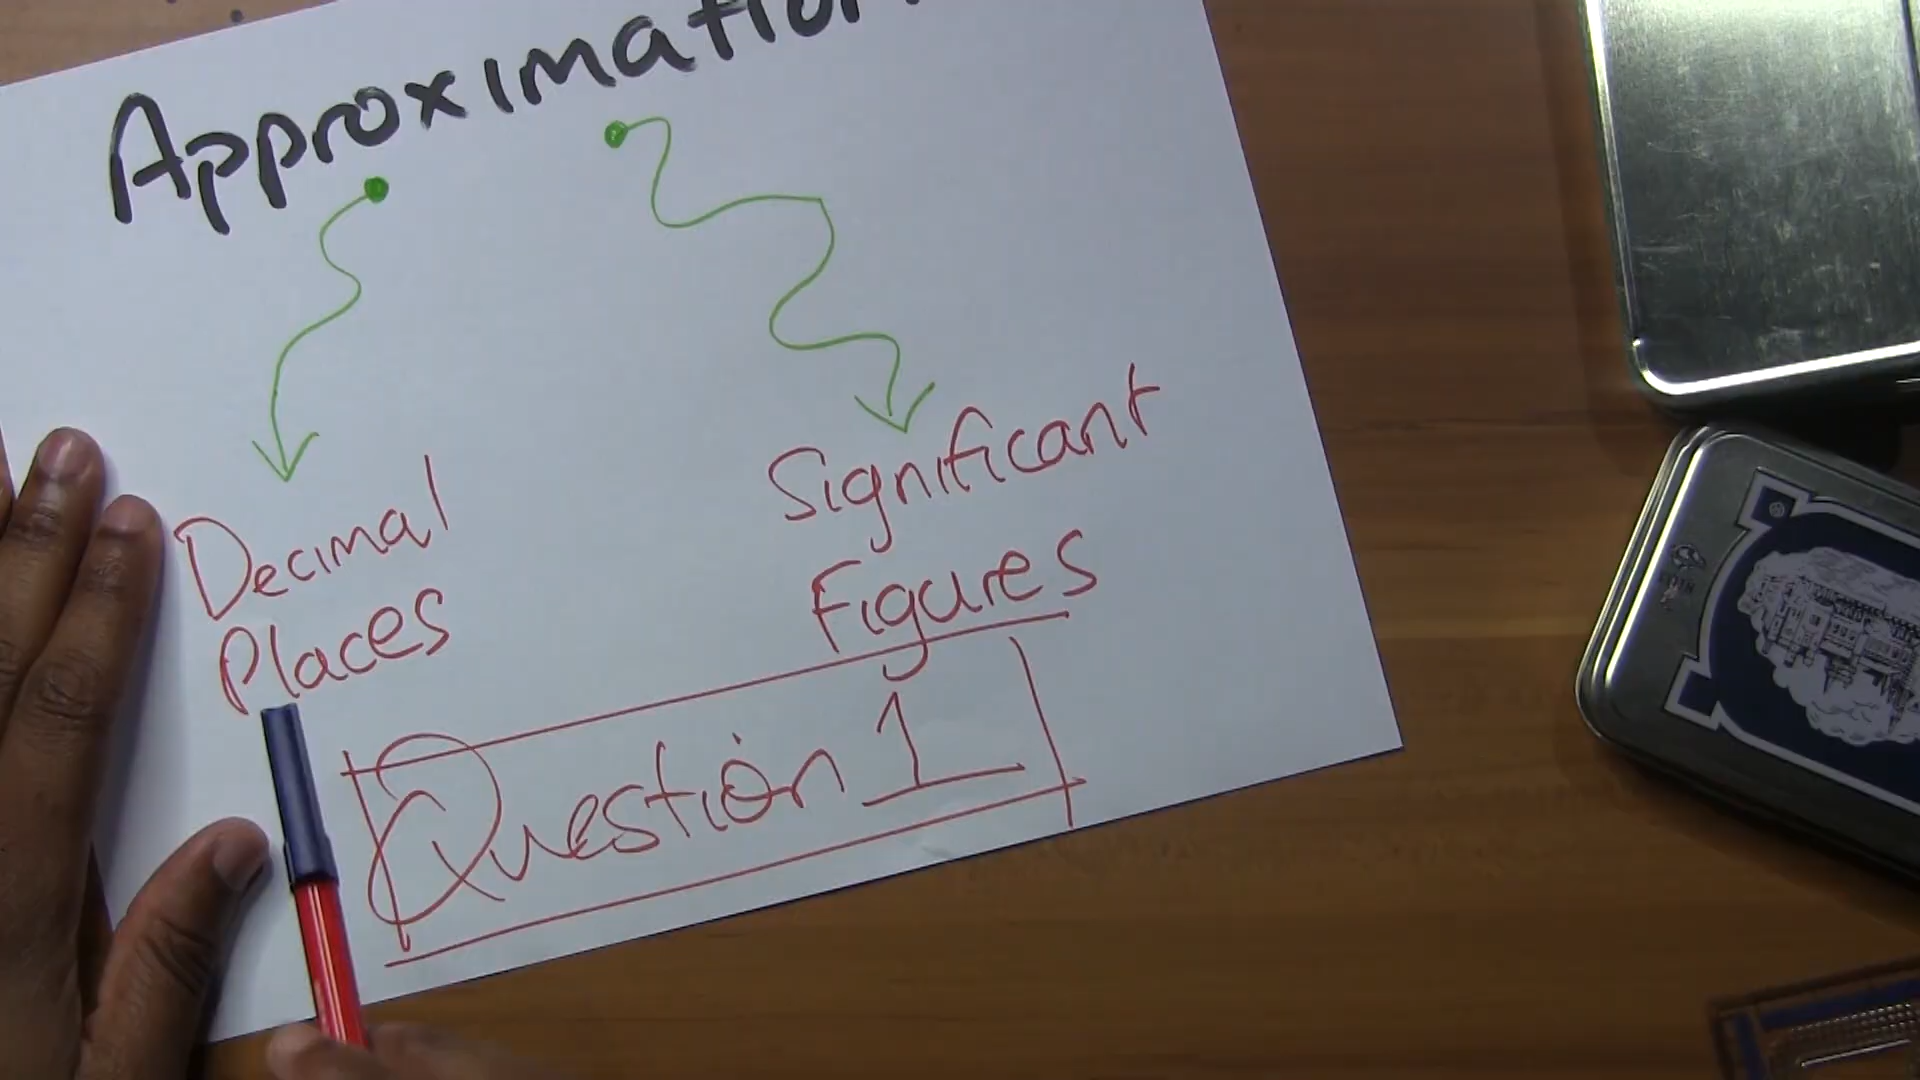 Approximation
Decimal
Places
Significant
Figures
Question 1